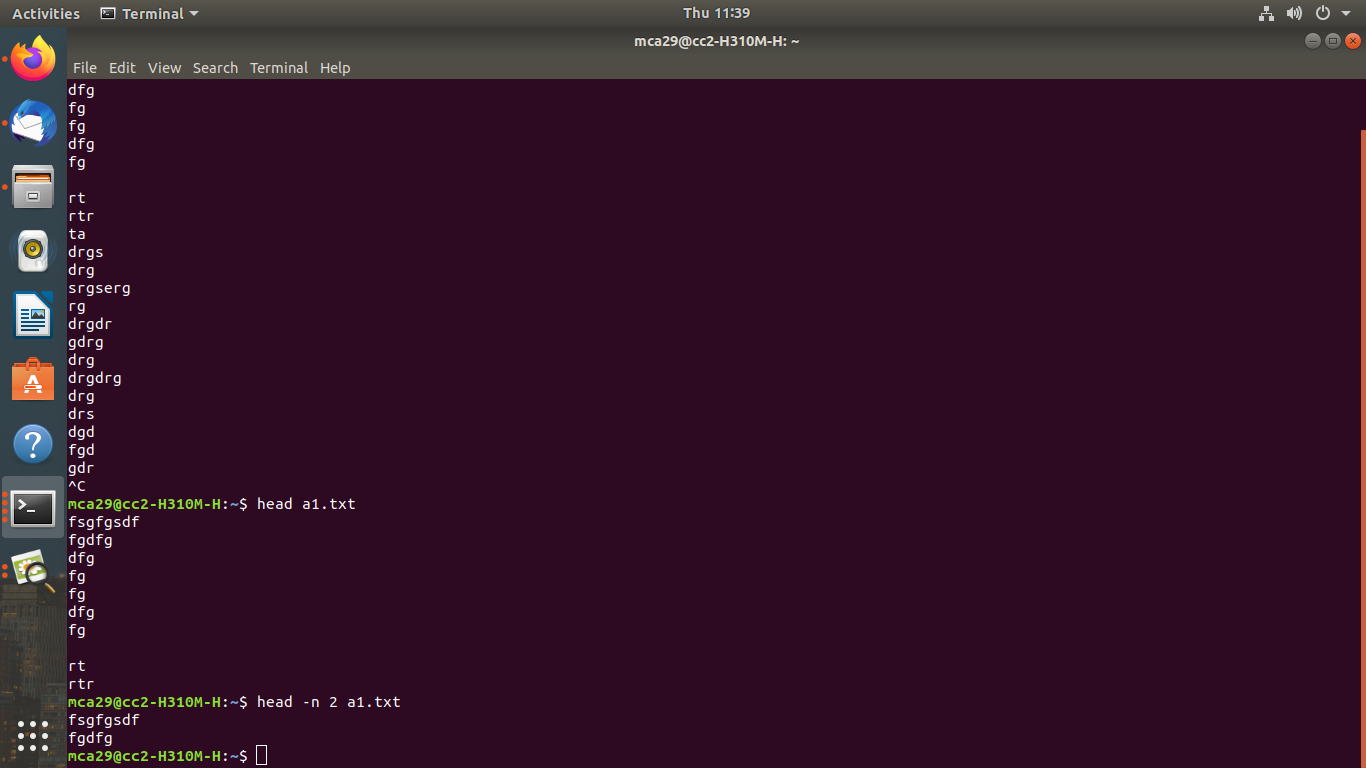 Activities Terminal Thu 11:39
mca29@cc2-H310M-H: ~
File Edit View Search Terminal Help
dfg
fg
fg
dfg
fg

rt
rtr
ta
drgs
drg
srgserg
rg
drgdr
gdrg
drg
drgdrg
drg
drs
dgd
fgd
gdr
^C
mca29@cc2-H310M-H:~$ head a1.txt
fsgfgsdf
fgdfg
dfg
fg
fg
dfg
fg

rt
rtr
mca29@cc2-H310M-H:~$ head -n 2 a1.txt
fsgfgsdf
fgdfg
mca29@cc2-H310M-H:~$